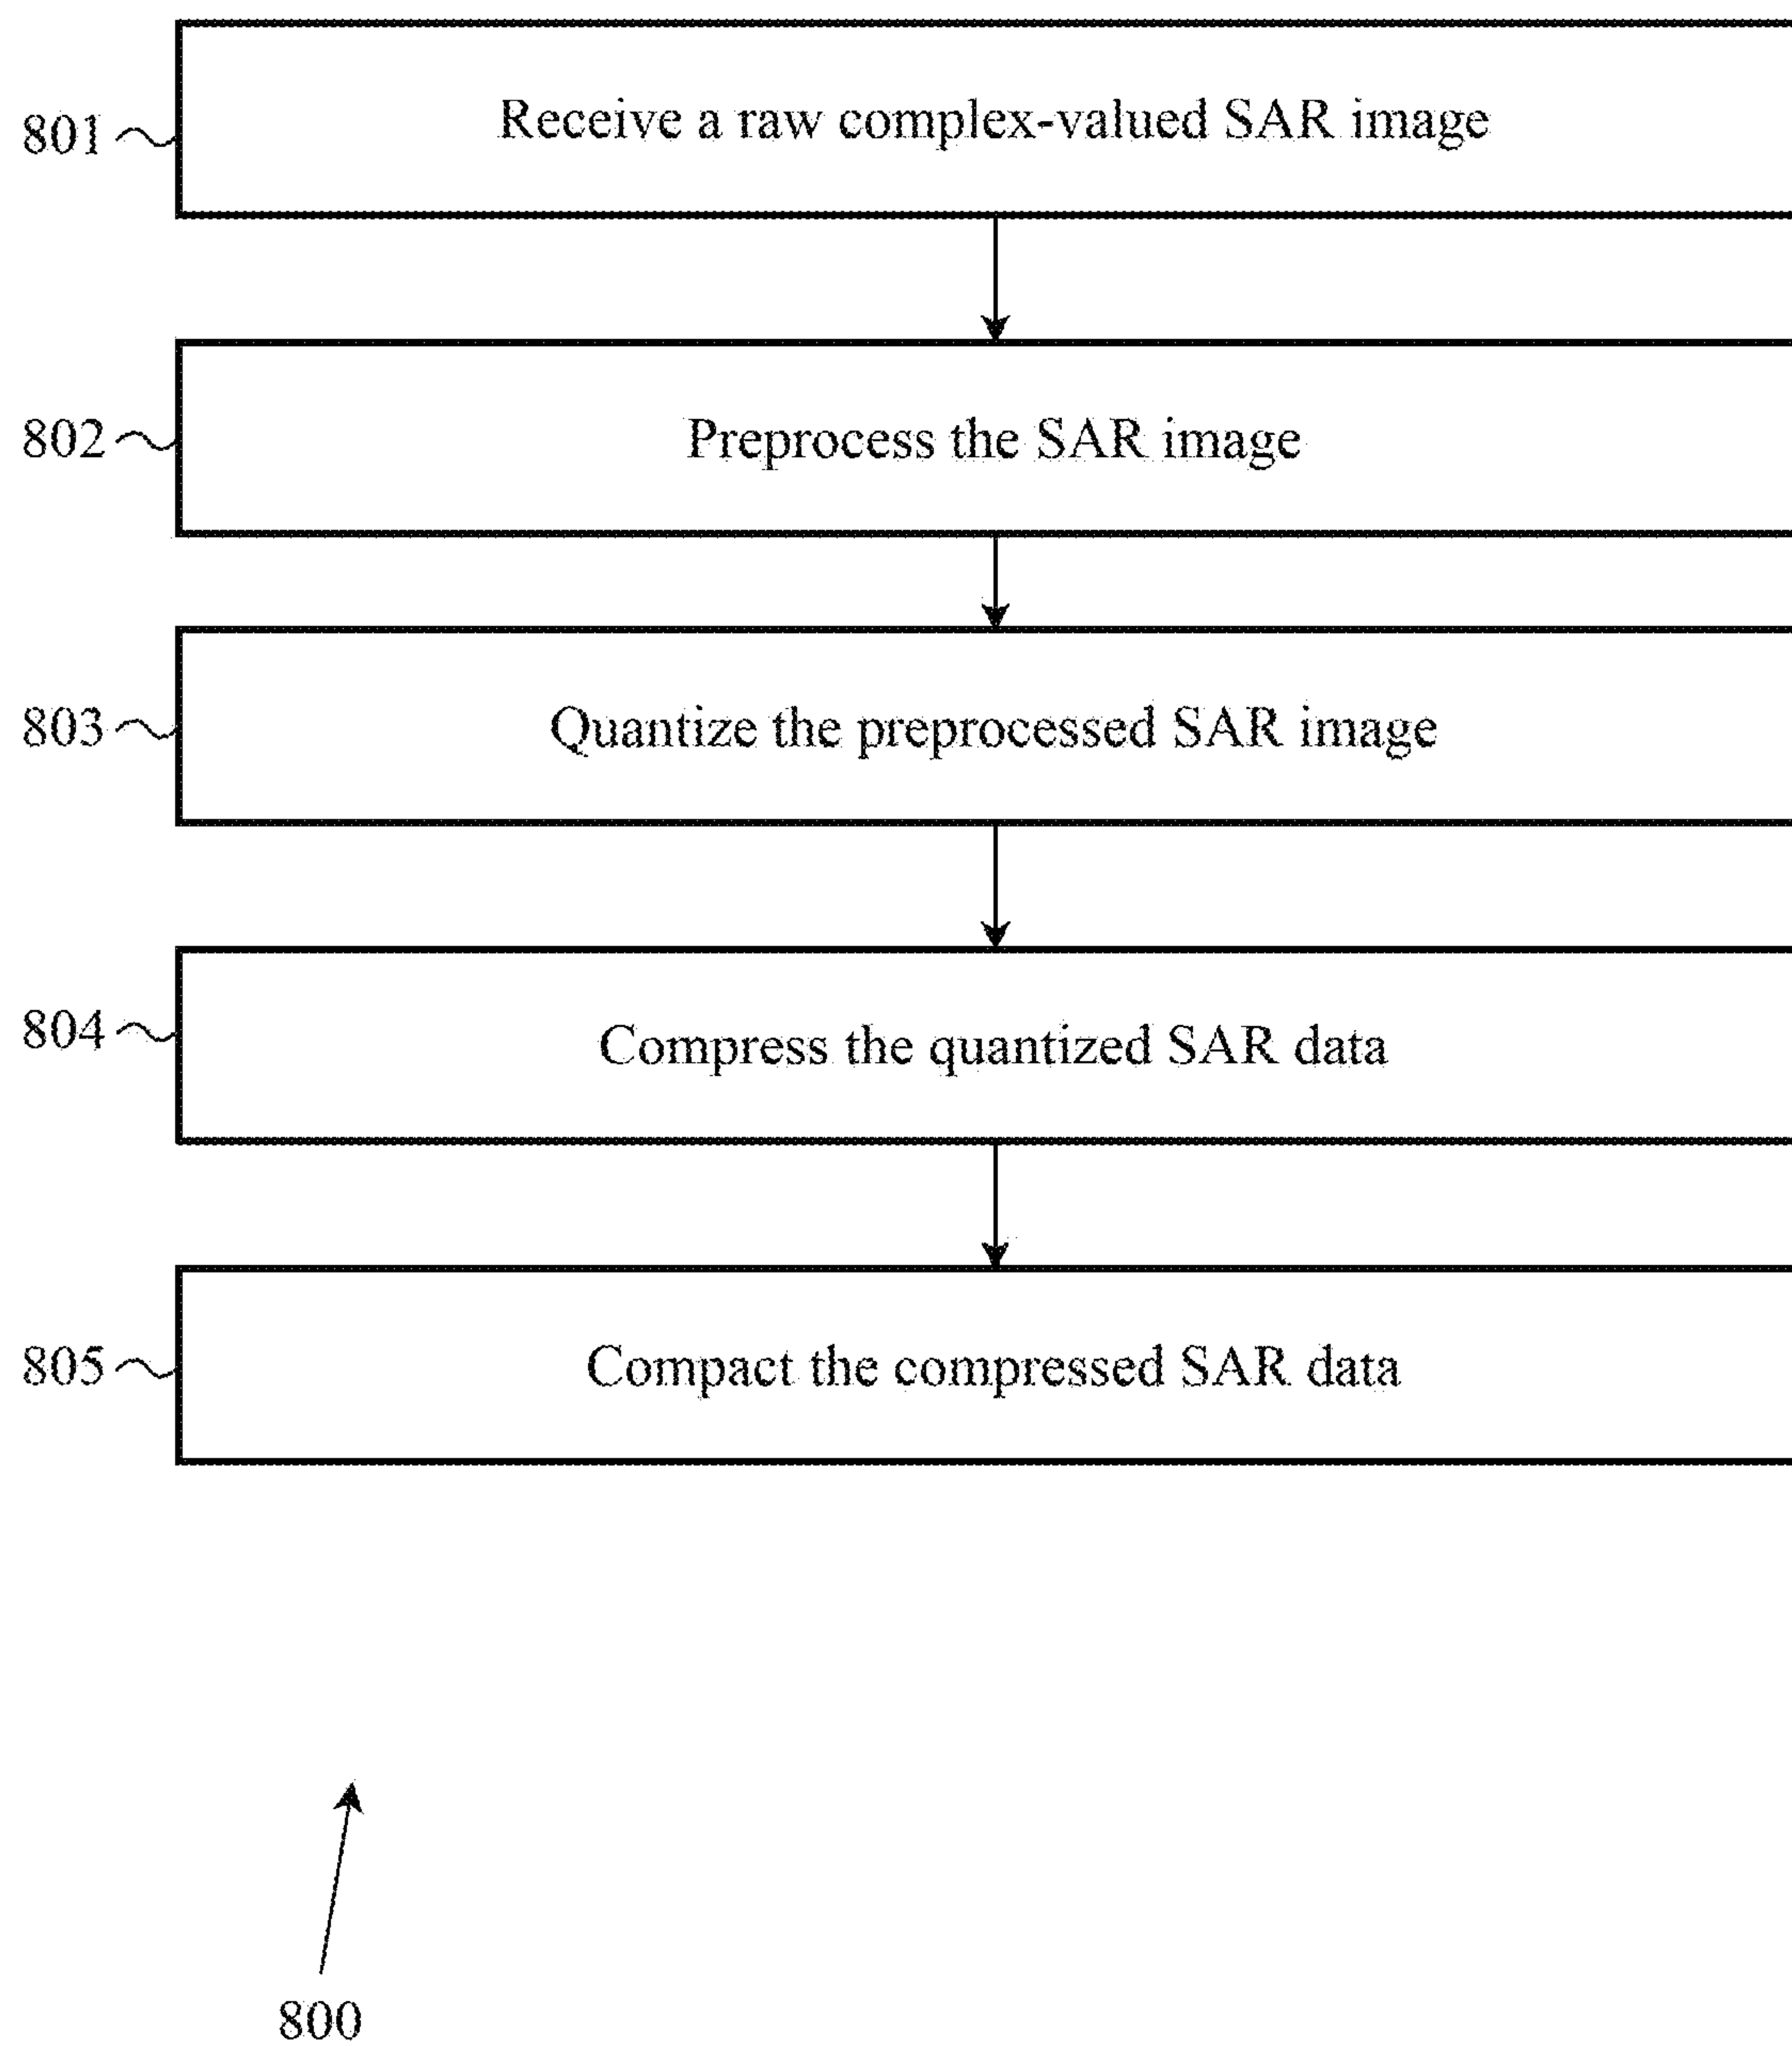 801 Receive a raw complex-valued SAR image
802 Preprocess the SAR image
803 Quantize the preprocessed SAR image
804 Compress the quantized SAR data
805 Compact the compressed SAR data
800